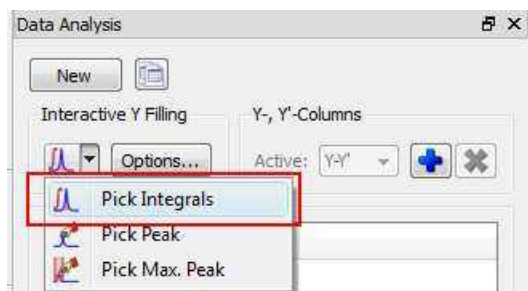 Data Analysis
New
Interactive Y Filling
Y-, Y'-Columns
Options...
Active:
Y-Y'
Pick Integrals
Pick Peak
Pick Max. Peak